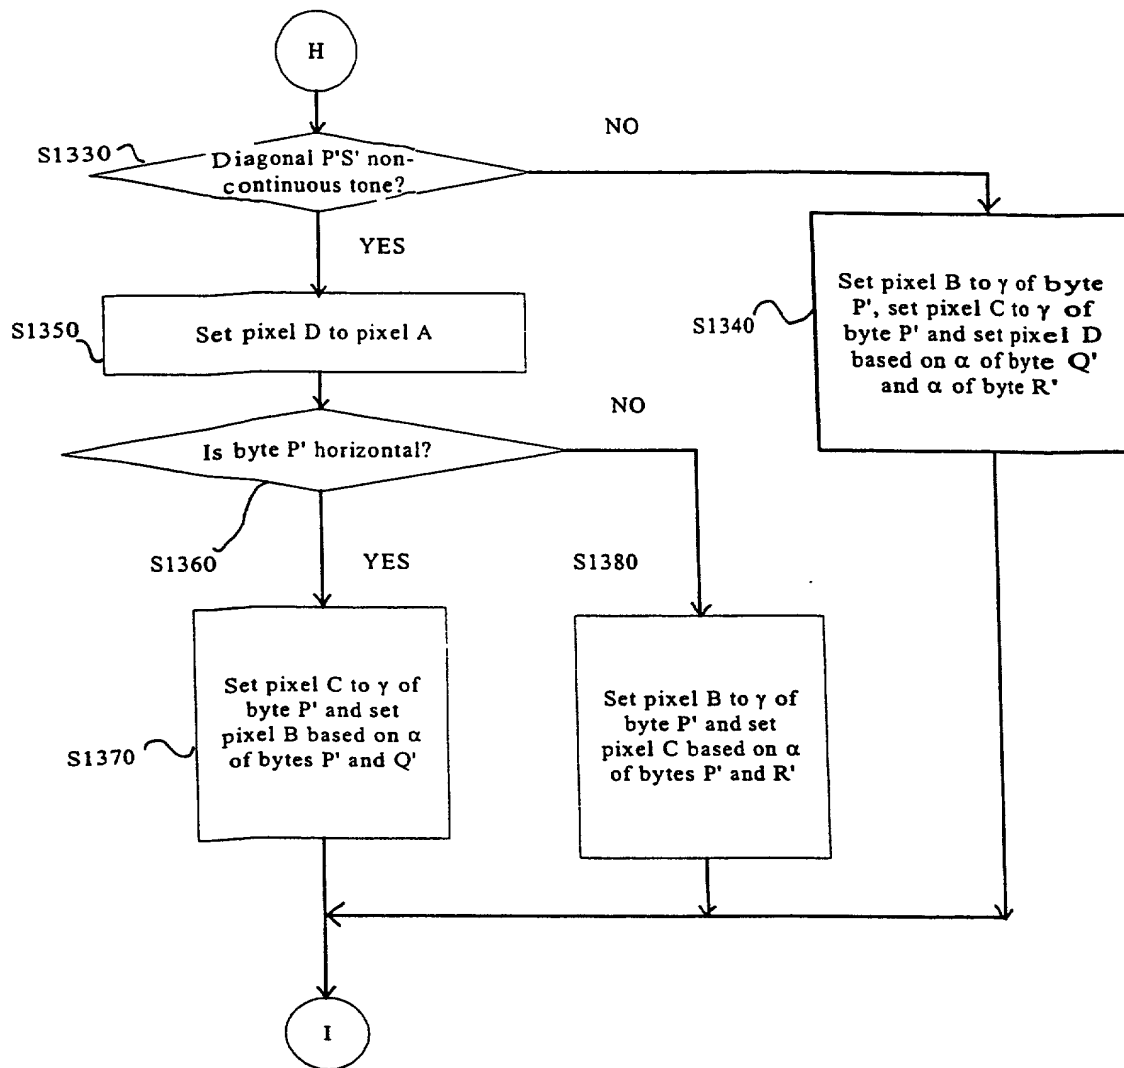 H
NO
S1330
Diagonal P'S' non-
continuous tone?
YES
S1350
Set pixel D to pixel A
S1340
Set pixel B to γ of byte
P', set pixel C to γ of
byte P' and set pixel D
based on α of byte Q'
and α of byte R'
NO
Is byte P' horizontal?
S1360
YES
S1380
S1370
Set pixel C to γ of
byte P' and set
pixel B based on α
of bytes P' and Q'
Set pixel B to γ of
byte P' and set
pixel C based on α
of bytes P' and R'
I